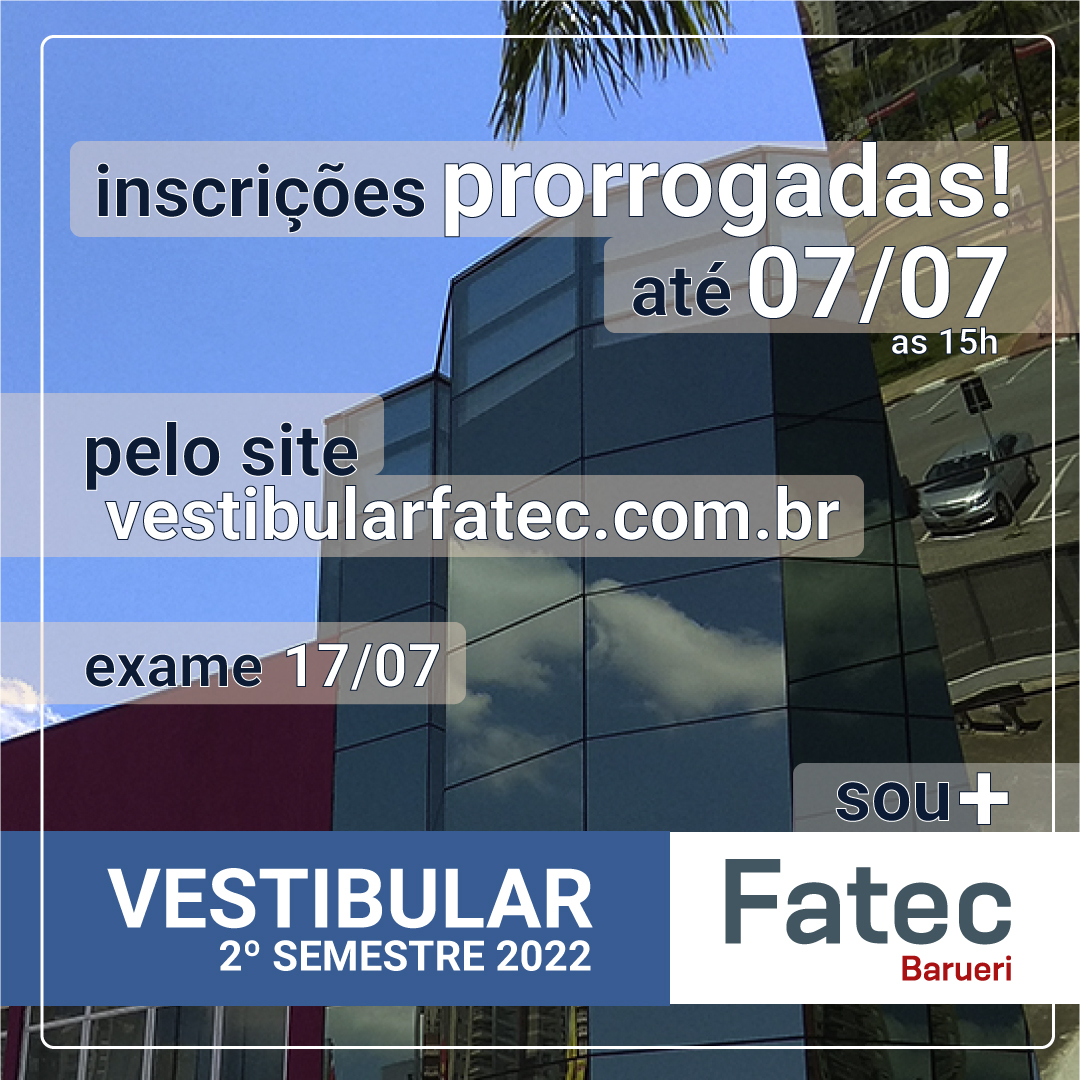 inscrições prorrogadas!
até 07/07
as 15h
pelo site
vestibularfatec.com.br
exame 17/07
sou+
VESTIBULAR
2º SEMESTRE 2022
Fatec
Barueri